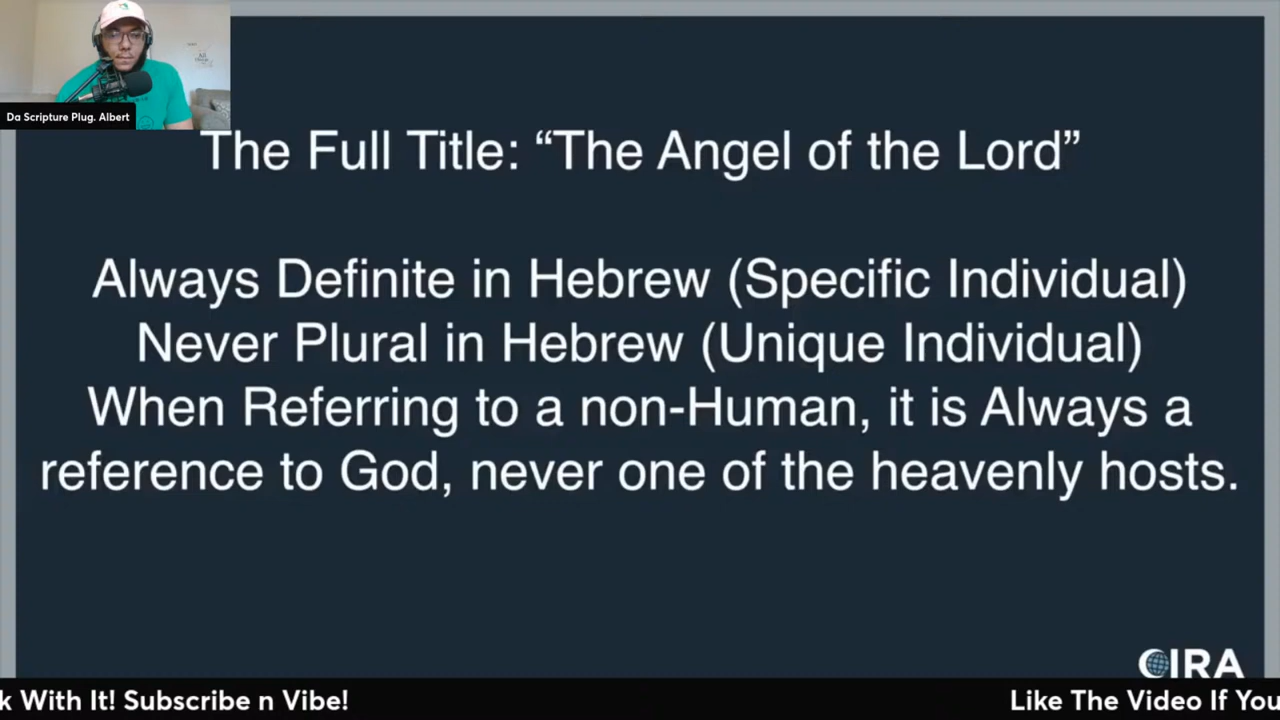 Da Scripture Plug. Albert
The Full Title: “The Angel of the Lord”
Always Definite in Hebrew (Specific Individual)
Never Plural in Hebrew (Unique Individual)
When Referring to a non-Human, it is Always a
reference to God, never one of the heavenly hosts.
CIRA
k With It! Subscribe n Vibe!
Like The Video If You